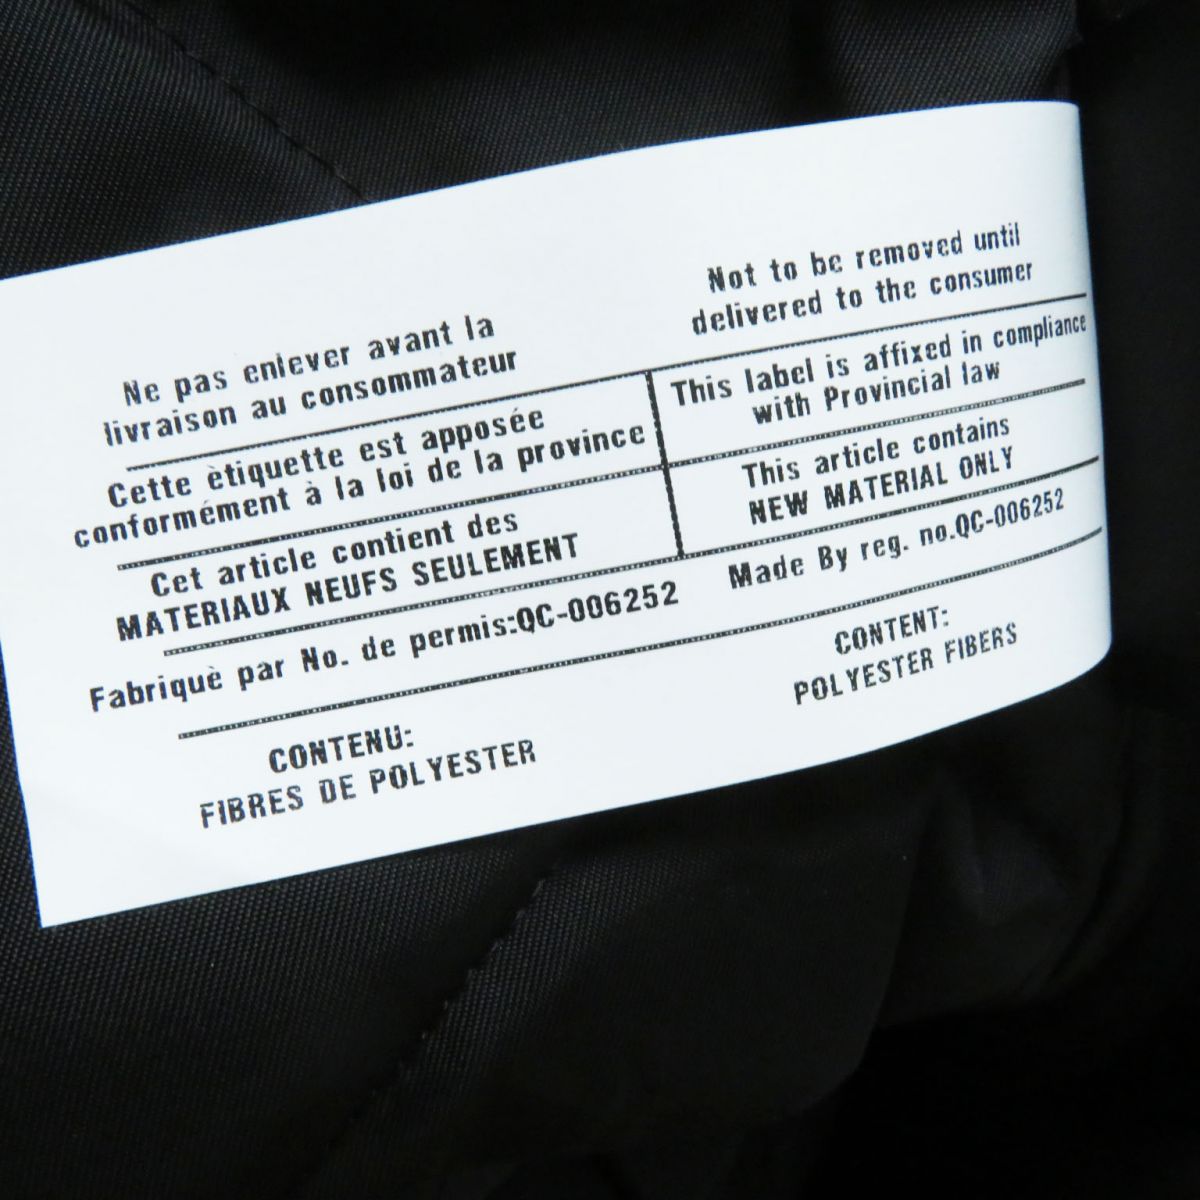 Ne pas enlever avant la
livraison au consommateur
Not to be removed until
delivered to the consumer
Cette ètiquette est apposée
conformément à la loi de la province
This label is affixed in compliance
with Provincial law
Cet article contient des
MATERIAUX NEUFS SEULEMENT
This article contains
NEW MATERIAL ONLY
Fabriquè par No. de permis:QC-006252
Made By reg. no.QC-006252
CONTENU:
FIBRES DE POLYESTER
CONTENT:
POLYESTER FIBERS